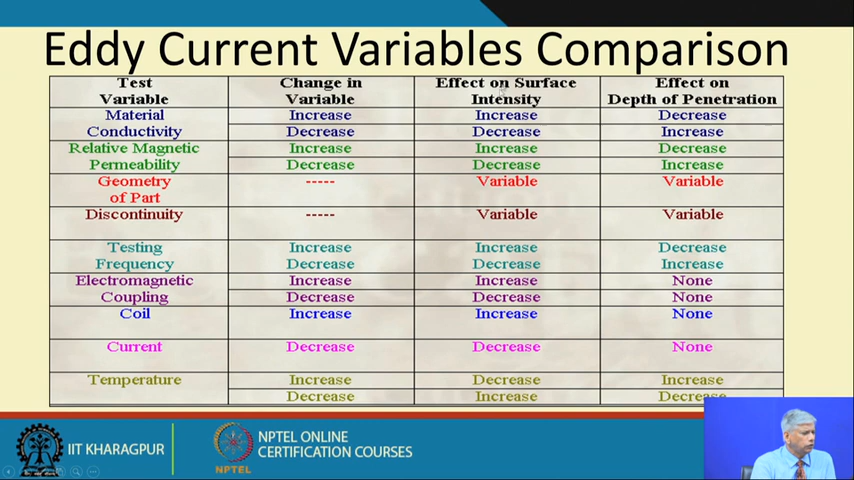 Eddy Current Variables Comparison
Test Variable Change in Variable Effect on Surface Intensity Effect on Depth of Penetration
Material Increase Increase Decrease
Conductivity Decrease Decrease Increase
Relative Magnetic Increase Increase Decrease
Permeability Decrease Decrease Increase
Geometry ----- Variable Variable
of Part
Discontinuity ----- Variable Variable
Testing Increase Increase Decrease
Frequency Decrease Decrease Increase
Electromagnetic Increase Increase None
Coupling Decrease Decrease None
Coil Increase Increase None
Current Decrease Decrease None
Temperature Increase Decrease Increase
Decrease Increase Decrease
IIT KHARAGPUR
NPTEL
NPTEL ONLINE
CERTIFICATION COURSES